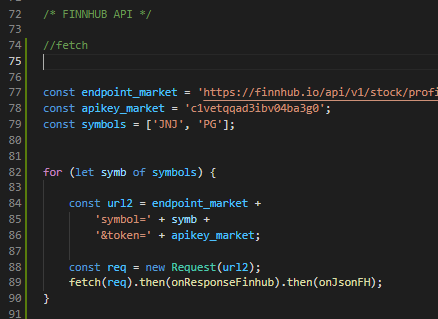 72 /* FINNHUB API */
73
74 //fetch
75
76
77 const endpoint_market = 'https://finnhub.io/api/v1/stock/profi
78 const apikey_market = 'c1vetqqad3ibv04ba3g0';
79 const symbols = ['JNJ', 'PG'];
80
81
82 for (let symb of symbols) {
83
84 const url2 = endpoint_market +
85 'symbol=' + symb +
86 '&token=' + apikey_market;
87
88 const req = new Request(url2);
89 fetch(req).then(onResponseFinhub).then(onJsonFH);
90 }
91